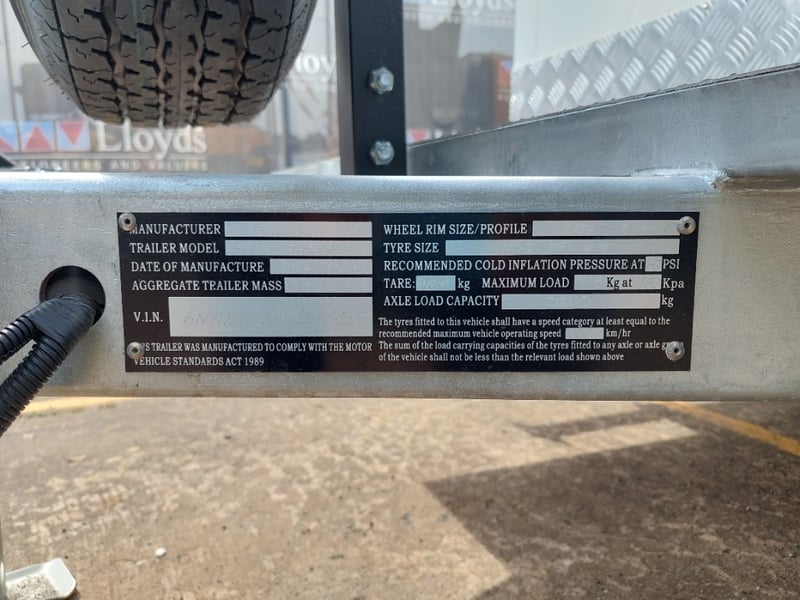 Lloyds
AUCTIONEERS AND VALUERS
Lloyds
MANUFACTURER
TRAILER MODEL
DATE OF MANUFACTURE
AGGREGATE TRAILER MASS
V.I.N.
TRAILER WAS MANUFACTURED TO COMPLY WITH THE MOTOR
VEHICLE STANDARDS ACT 1989
WHEEL RIM SIZE/PROFILE
TYRE SIZE
RECOMMENDED COLD INFLATION PRESSURE AT PSI
TARE: kg MAXIMUM LOAD Kg at Kpa
AXLE LOAD CAPACITY kg
The tyres fitted to this vehicle shall have a speed category at least equal to the
recommended maximum vehicle operating speed km/hr
The sum of the load carrying capacities of the tyres fitted to any axle or axle
of the vehicle shall not be less than the relevant load shown above